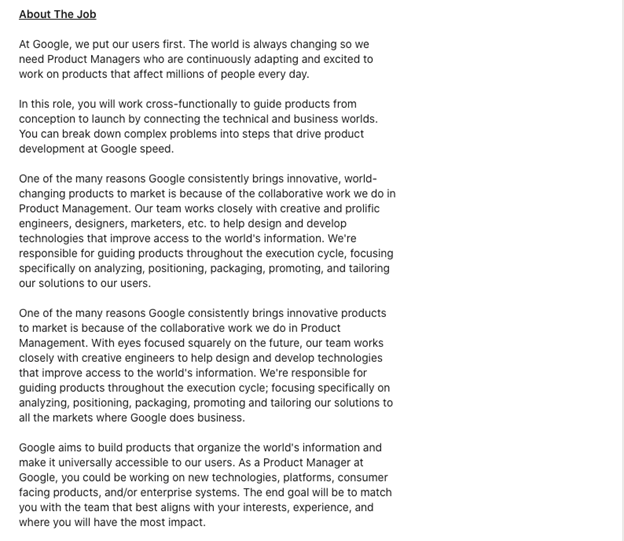 About The Job
At Google, we put our users first. The world is always changing so we
need Product Managers who are continuously adapting and excited to
work on products that affect millions of people every day.
In this role, you will work cross-functionally to guide products from
conception to launch by connecting the technical and business worlds.
You can break down complex problems into steps that drive product
development at Google speed.
One of the many reasons Google consistently brings innovative, world-
changing products to market is because of the collaborative work we do in
Product Management. Our team works closely with creative and prolific
engineers, designers, marketers, etc. to help design and develop
technologies that improve access to the world's information. We're
responsible for guiding products throughout the execution cycle, focusing
specifically on analyzing, positioning, packaging, promoting, and tailoring
our solutions to our users.
One of the many reasons Google consistently brings innovative products
to market is because of the collaborative work we do in Product
Management. With eyes focused squarely on the future, our team works
closely with creative engineers to help design and develop technologies
that improve access to the world's information. We're responsible for
guiding products throughout the execution cycle; focusing specifically on
analyzing, positioning, packaging, promoting and tailoring our solutions to
all the markets where Google does business.
Google aims to build products that organize the world's information and
make it universally accessible to our users. As a Product Manager at
Google, you could be working on new technologies, platforms, consumer
facing products, and/or enterprise systems. The end goal will be to match
you with the team that best aligns with your interests, experience, and
where you will have the most impact.